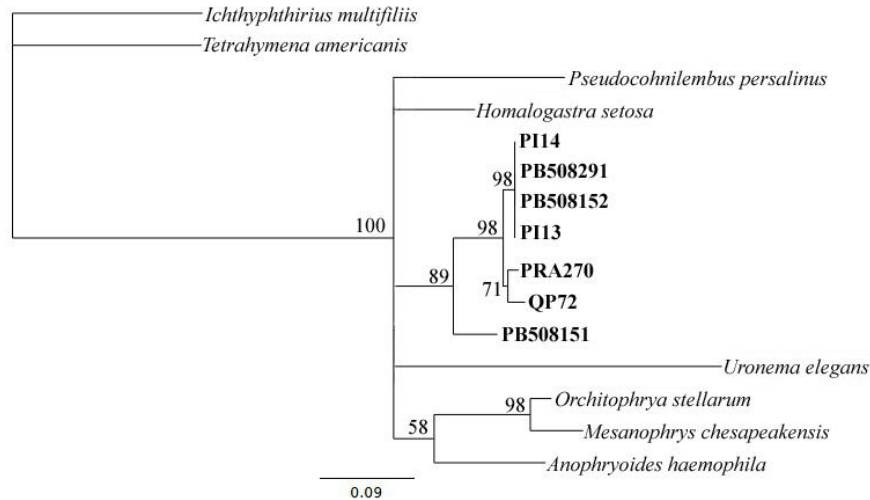 Ichthyphthirius multifiliis
Tetrahymena americanis
Pseudocohnilembus persalinus
Homalogastra setosa
PI14
PB508291
98
PB508152
100
98
PI13
PRA270
89
71
QP72
PB508151
Uronema elegans
Orchitophrya stellarum
98
58
Mesanophrys chesapeakensis
Anophryoides haemophila
0.09